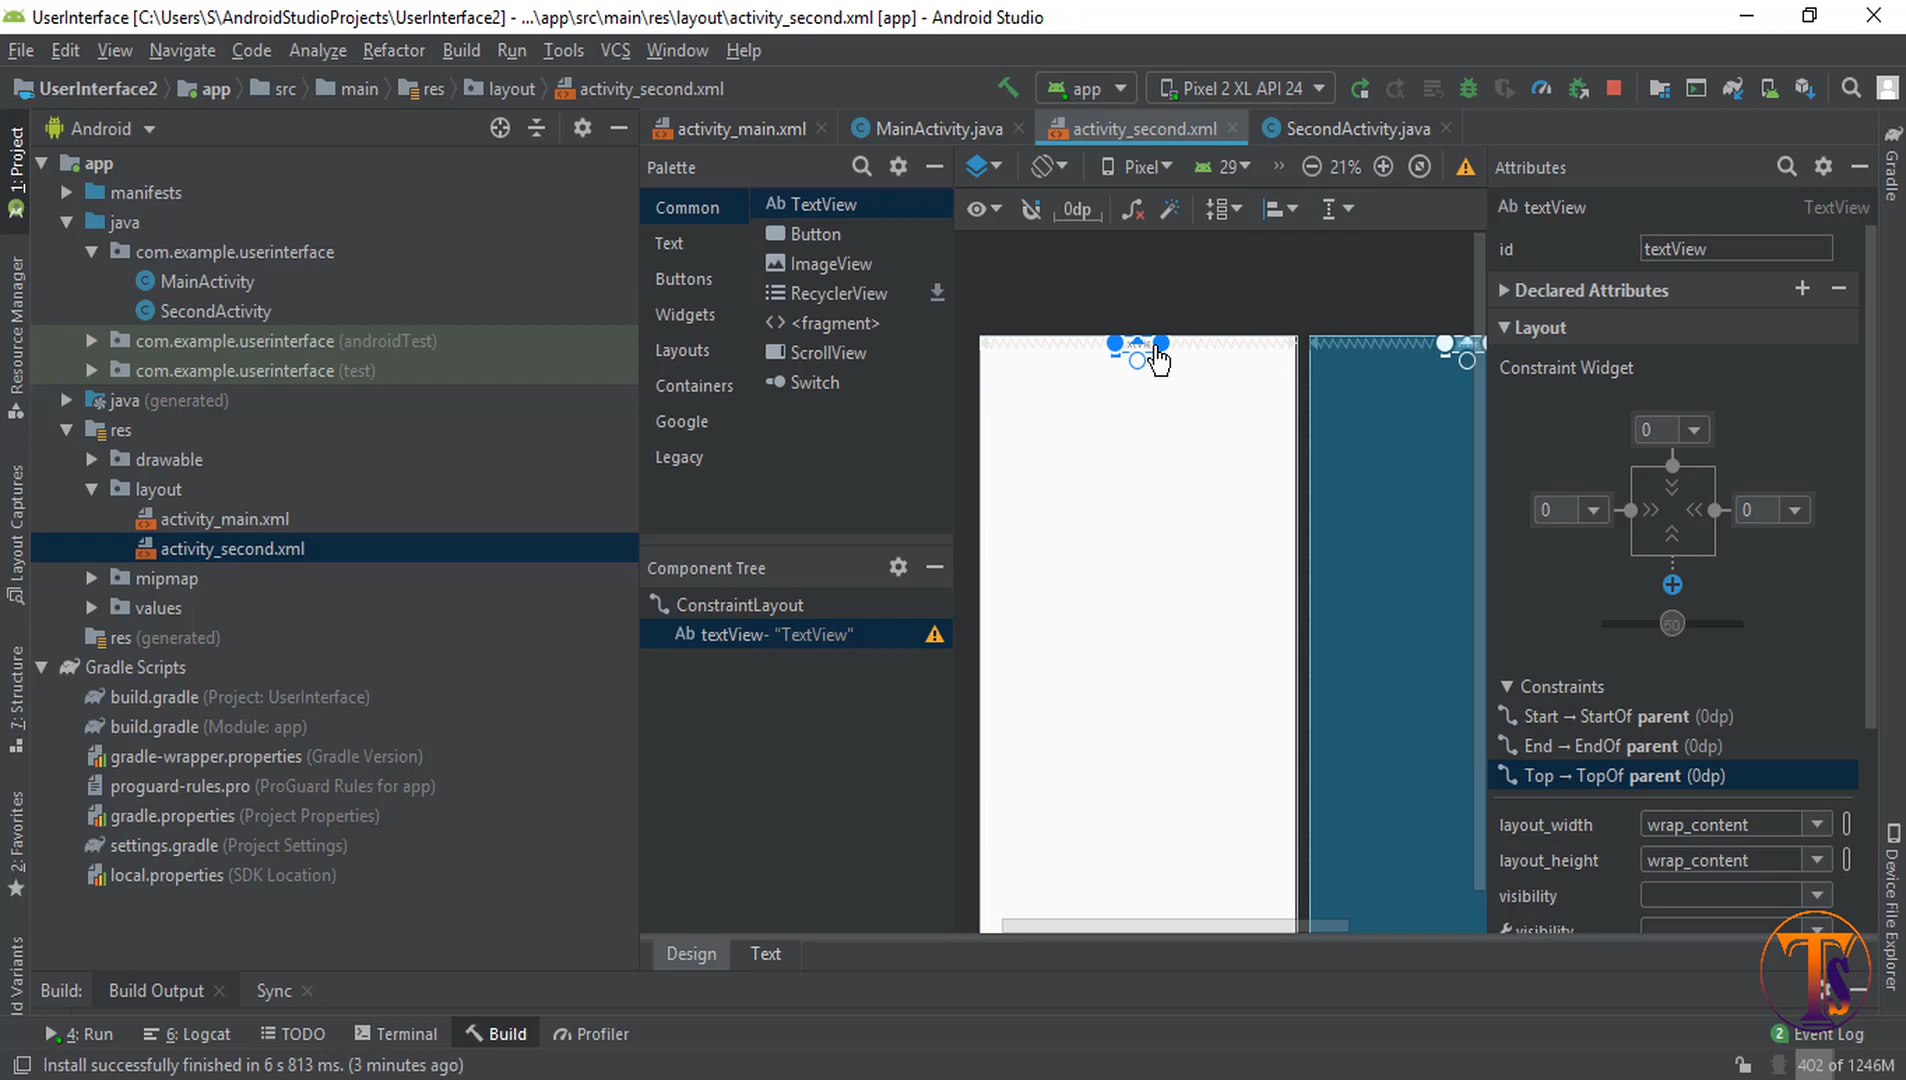 UserInterface [C:\Users\S\AndroidStudioProjects\UserInterface2] - ...\app\src\main\res\layout\activity_second.xml [app] - Android Studio
File Edit View Navigate Code Analyze Refactor Build Run Tools VCS Window Help
UserInterface2 app src main res layout activity_second.xml app Pixel 2 XL API 24
Android activity_main.xml MainActivity.java activity_second.xml SecondActivity.java
1: Project
Resource Manager
Layout Captures
7: Structure
2: Favorites
ld Variants
app
manifests
java
com.example.userinterface
MainActivity
SecondActivity
com.example.userinterface (androidTest)
com.example.userinterface (test)
java (generated)
res
drawable
layout
activity_main.xml
activity_second.xml
mipmap
values
res (generated)
Gradle Scripts
build.gradle (Project: UserInterface)
build.gradle (Module: app)
gradle-wrapper.properties (Gradle Version)
proguard-rules.pro (ProGuard Rules for app)
gradle.properties (Project Properties)
settings.gradle (Project Settings)
local.properties (SDK Location)
Palette
Common
Text
Buttons
Widgets
Layouts
Containers
Google
Legacy
Ab TextView
Button
ImageView
RecyclerView
<fragment>
ScrollView
Switch
Component Tree
ConstraintLayout
Ab textView- "TextView"
Pixel 29 21%
0dp
Design Text
Attributes
Ab textView TextView
id textView
Declared Attributes
Layout
Constraint Widget
0
0 0
50
Constraints
Start → StartOf parent (0dp)
End → EndOf parent (0dp)
Top → TopOf parent (0dp)
layout_width wrap_content
layout_height wrap_content
visibility
visibility
Gradle
Device File Explorer
TS
Build: Build Output Sync
4: Run 6: Logcat TODO Terminal Build Profiler 2 Event Log
Install successfully finished in 6 s 813 ms. (3 minutes ago) 402 of 1246M